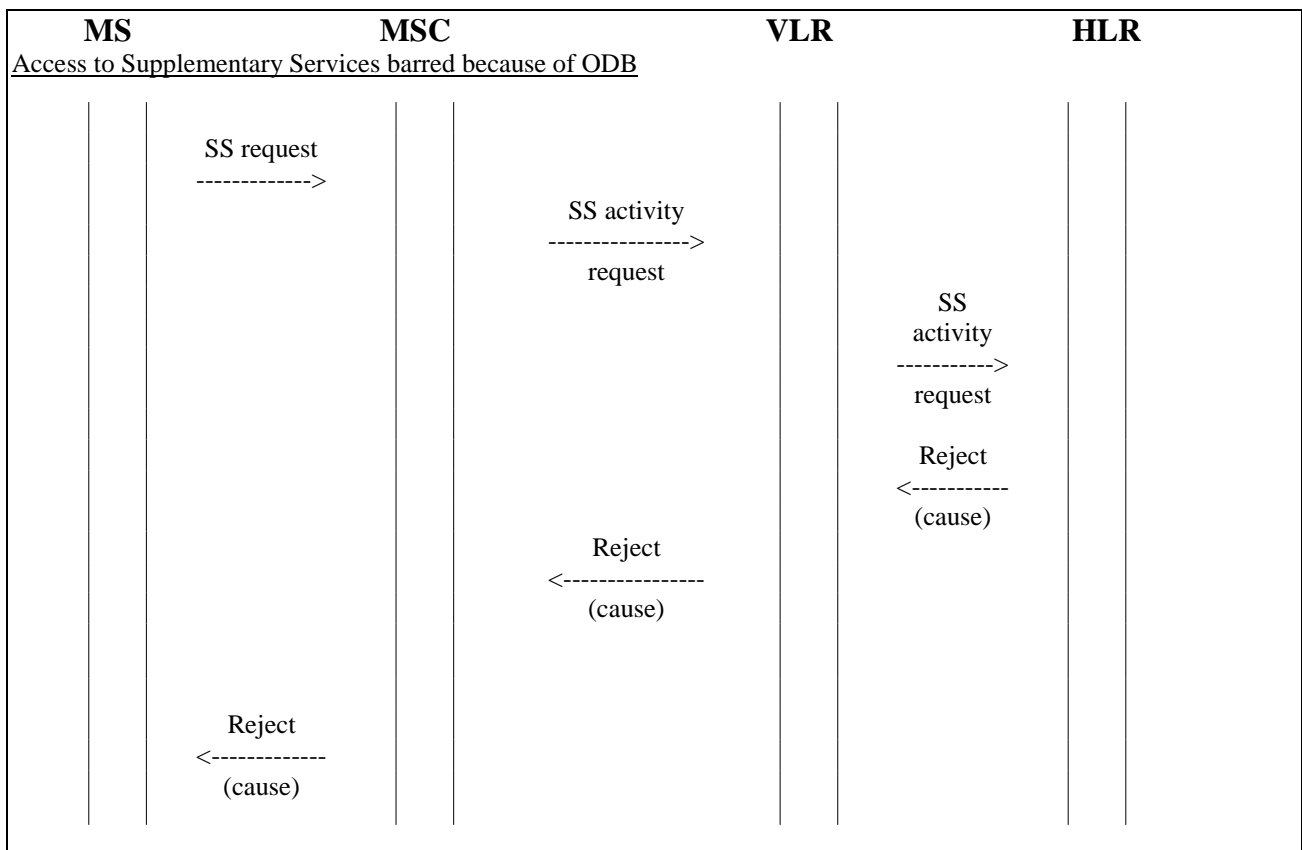 MS MSC VLR HLR
Access to Supplementary Services barred because of ODB
SS request
------------->
SS activity
---------------->
request
SS
activity
----------->
request
Reject
<-----------
(cause)
Reject
<----------------
(cause)
Reject
<-------------
(cause)